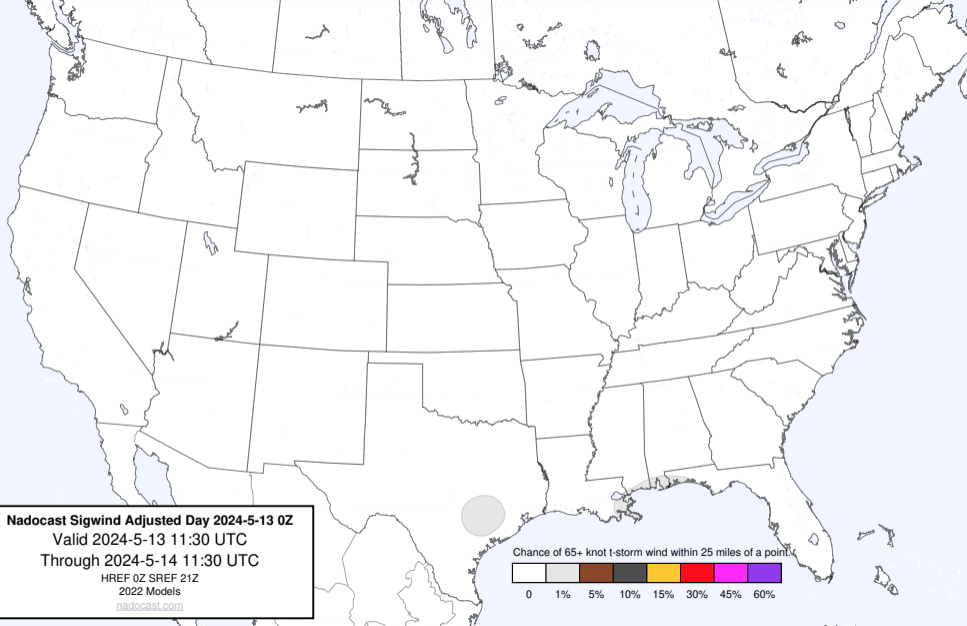 Nadocast Sigwind Adjusted Day 2024-5-13 0Z
Valid 2024-5-13 11:30 UTC
Through 2024-5-14 11:30 UTC
HREF 0Z SREF 21Z
2022 Models
nadocast.com
Chance of 65+ knot t-storm wind within 25 miles of a point.
0 1% 5% 10% 15% 30% 45% 60%